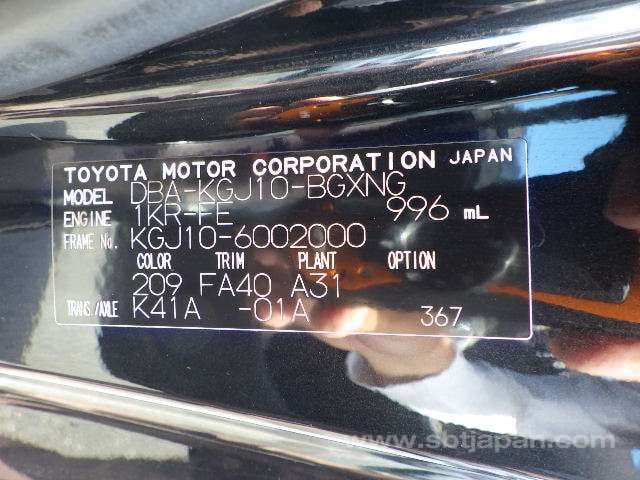 TOYOTA MOTOR CORPORATION JAPAN
MODEL DBA-KGJ10-BGXNG
ENGINE 1KR-FE 996 mL
FRAME No. KGJ10-6002000
COLOR TRIM PLANT OPTION
209 FA40 A31
TRANS./AXLE K41A -01A 367
www.sbtjapan.com